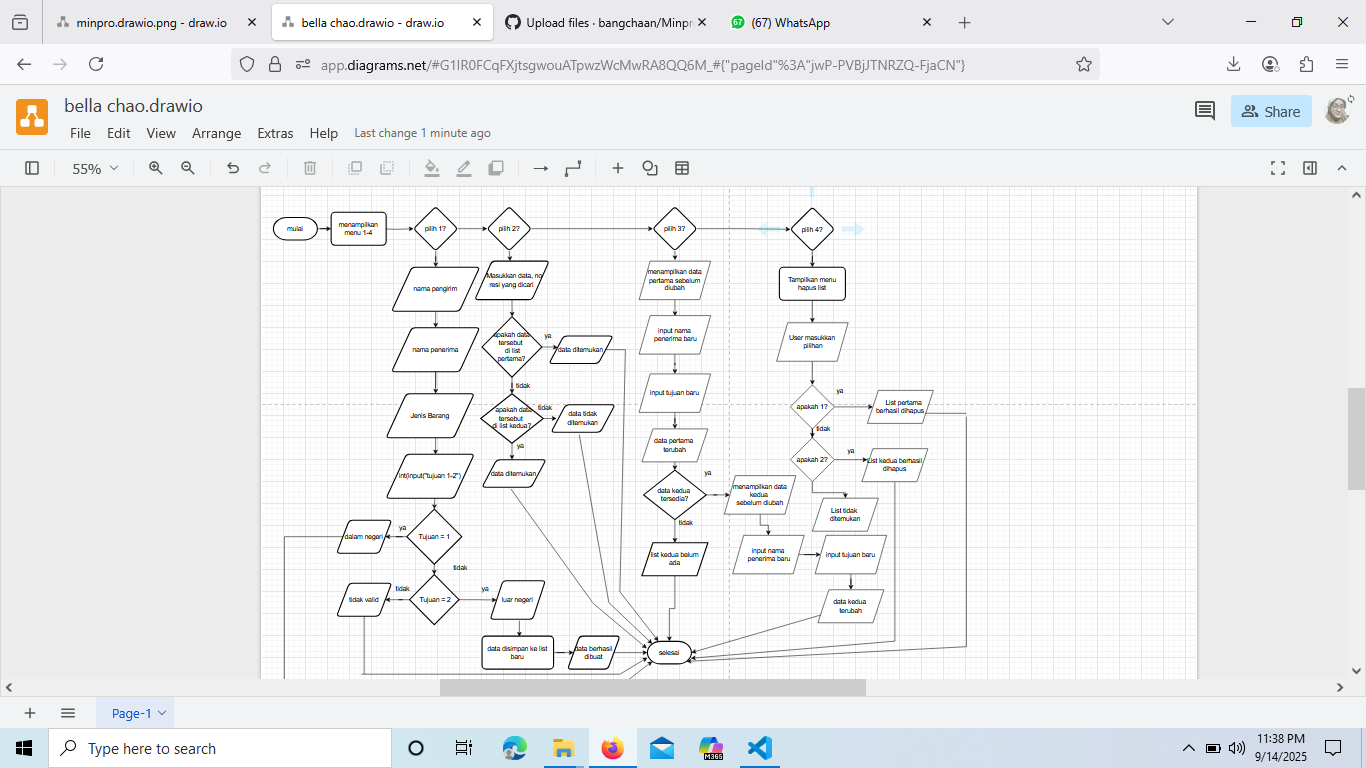 minpro.drawio.png - draw.io
bella chao.drawio - draw.io
Upload files · bangchaan/Minpr
67
(67) WhatsApp
app.diagrams.net/#G1lR0FCqFXjtsgwouATpwzWcMwRA8QQ6M_#{"pageId"%3A"jwP-PVBjJTNRZQ-FjaCN"}
bella chao.drawio
Share
File Edit View Arrange Extras Help Last change 1 minute ago
55%
mulai
menampilkan
menu 1-4
pilih 1?
pilih 2?
pilih 3?
pilih 4?
nama pengirim
nama penerima
Jenis Barang
int(input("tujuan 1-2")
Tujuan = 1
ya
dalam negeri
tidak
Tujuan = 2
tidak
tidak valid
ya
luar negeri
data disimpan ke list
baru
data berhasil
dibuat
Masukkan data, no
resi yang dicari
apakah data
tersebut
di list
pertama?
ya
data ditemukan
tidak
apakah data
tersebut
di list kedua?
tidak
data tidak
ditemukan
ya
data ditemukan
menampilkan data
pertama sebelum
diubah
input nama
penerima baru
input tujuan baru
data pertama
terubah
data kedua
tersedia?
ya
tidak
list kedua belum
ada
menampilkan data
kedua
sebelum diubah
input nama
penerima baru
input tujuan baru
data kedua
terubah
Tampilkan menu
hapus list
User masukkan
pilihan
apakah 1?
ya
List pertama
berhasil dihapus
tidak
apakah 2?
ya
List kedua berhasil
dihapus
List tidak
ditemukan
selesai
Page-1
Type here to search
M365
11:38 PM
9/14/2025